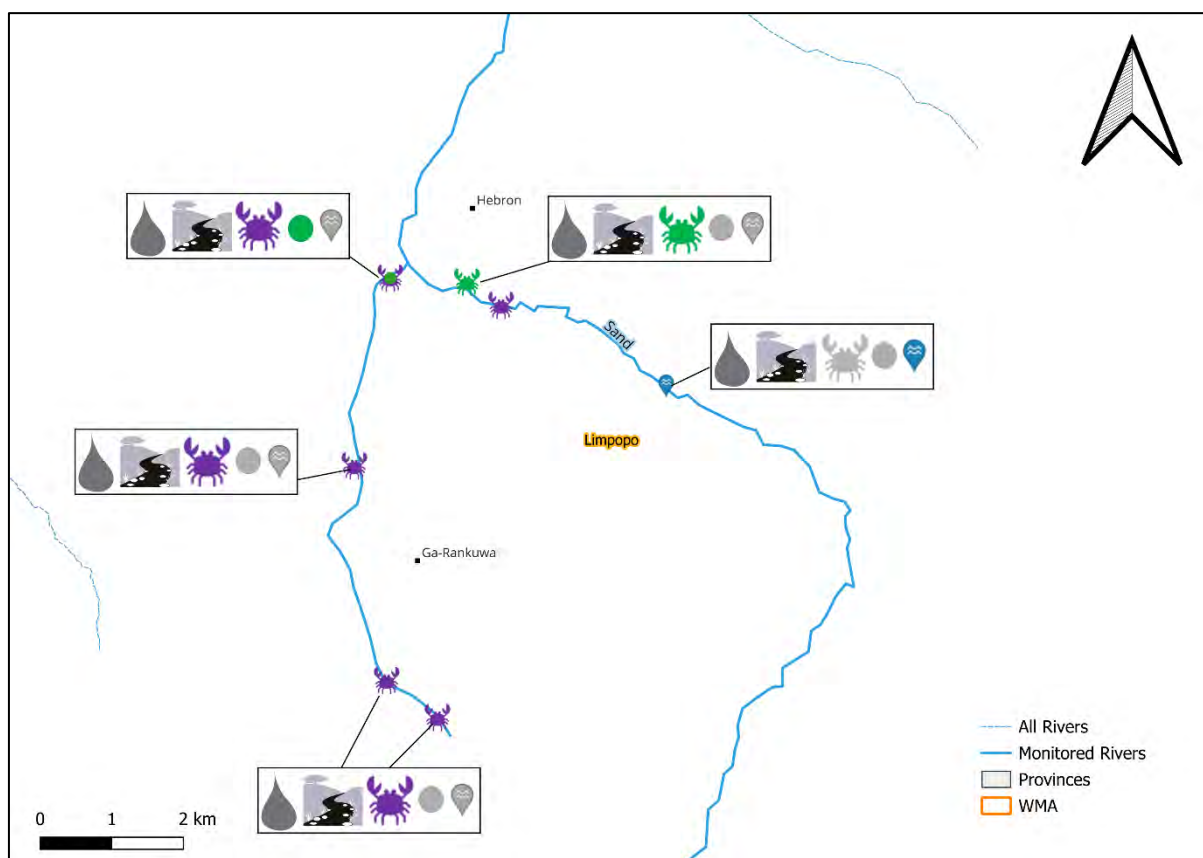 Hebron
Sand
Limpopo
Ga-Rankuwa
All Rivers
Monitored Rivers
Provinces
WMA
0 1 2 km